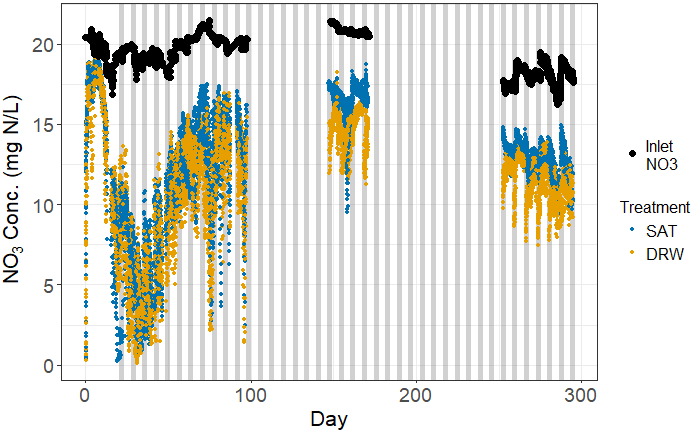 NO₃ Conc. (mg N/L)
20
15
10
5
0
0 100 200 300
Day
Inlet
NO3
Treatment
SAT
DRW